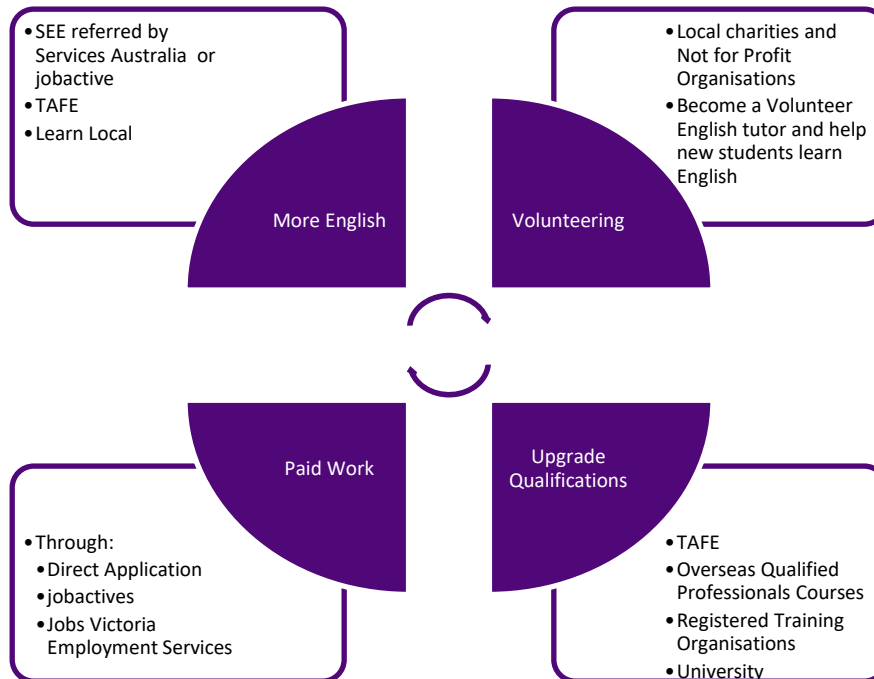 •SEE referred by
Services Australia or
jobactive
•TAFE
•Learn Local
•Local charities and
Not for Profit
Organisations
•Become a Volunteer
English tutor and help
new students learn
English
More English
Volunteering
Paid Work
Upgrade
Qualifications
•Through:
•Direct Application
•jobactives
•Jobs Victoria
Employment Services
•TAFE
•Overseas Qualified
Professionals Courses
•Registered Training
Organisations
•University